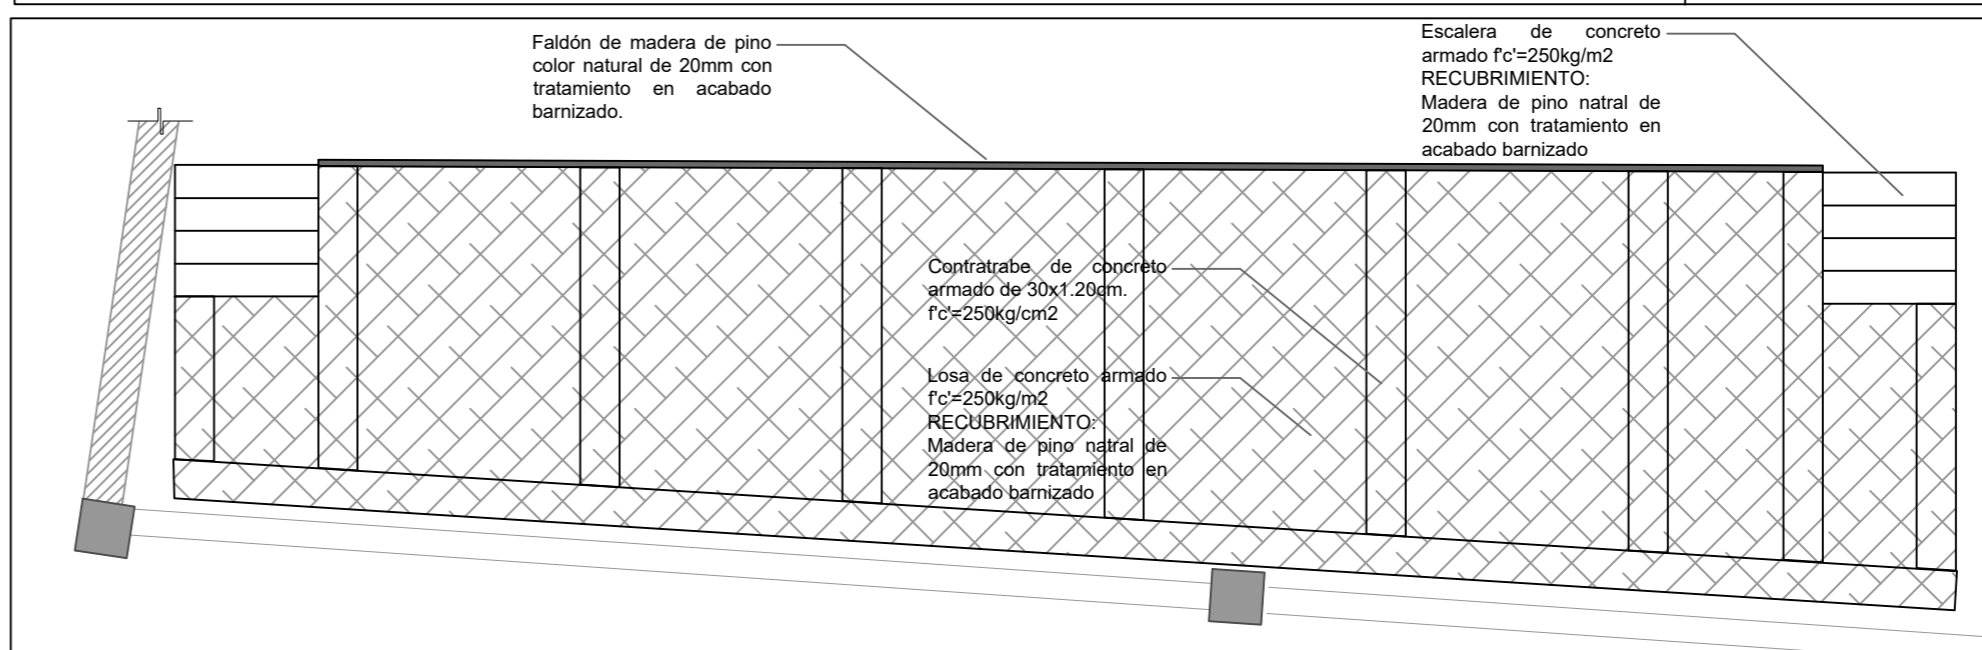 Faldón de madera de pino
color natural de 20mm con
tratamiento en acabado
barnizado.
Escalera de concreto
armado f'c'=250kg/m2
RECUBRIMIENTO:
Madera de pino natral de
20mm con tratamiento en
acabado barnizado
Contratrabe de concreto
armado de 30x1.20cm.
f'c'=250kg/cm2
Losa de concreto armado
f'c'=250kg/m2
RECUBRIMIENTO:
Madera de pino natral de
20mm con tratamiento en
acabado barnizado